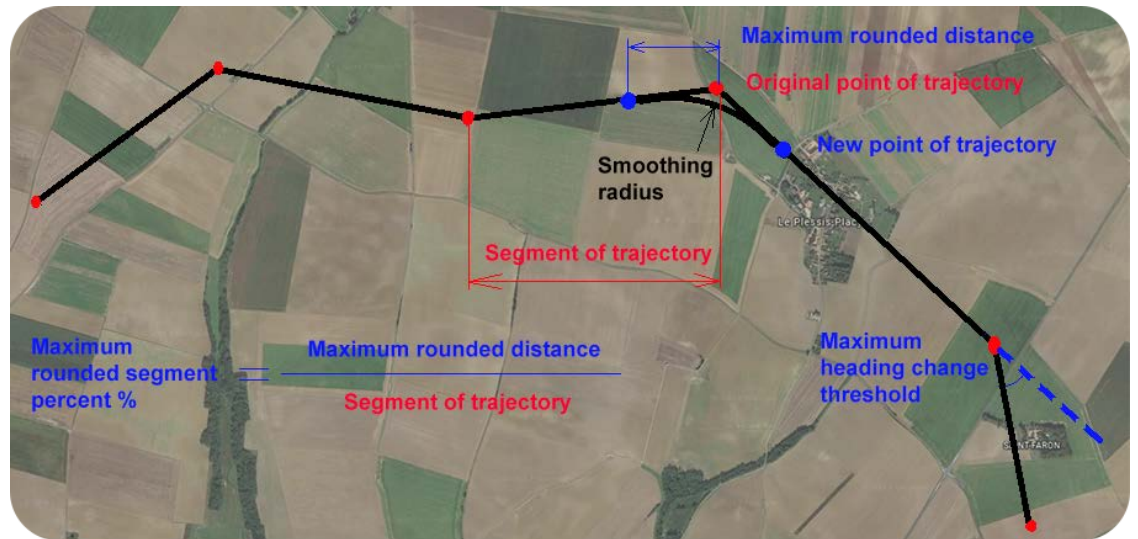 Maximum rounded distance
Original point of trajectory
New point of trajectory
Smoothing
radius
Le Plessis-Plac
Segment of trajectory
Maximum
rounded segment
percent %
=
Maximum rounded distance
Segment of trajectory
Maximum
heading change
threshold
SAINT-FARON